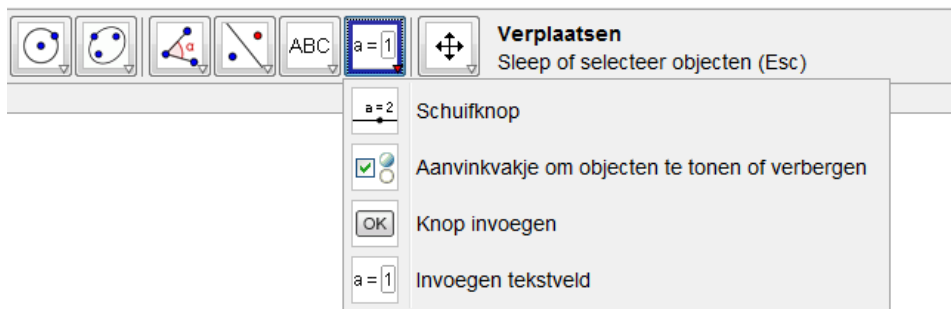 α
ABC
a = 1
Verplaatsen
Sleep of selecteer objecten (Esc)
a = 2
Schuifknop
Aanvinkvakje om objecten te tonen of verbergen
OK
Knop invoegen
a = 1
Invoegen tekstveld